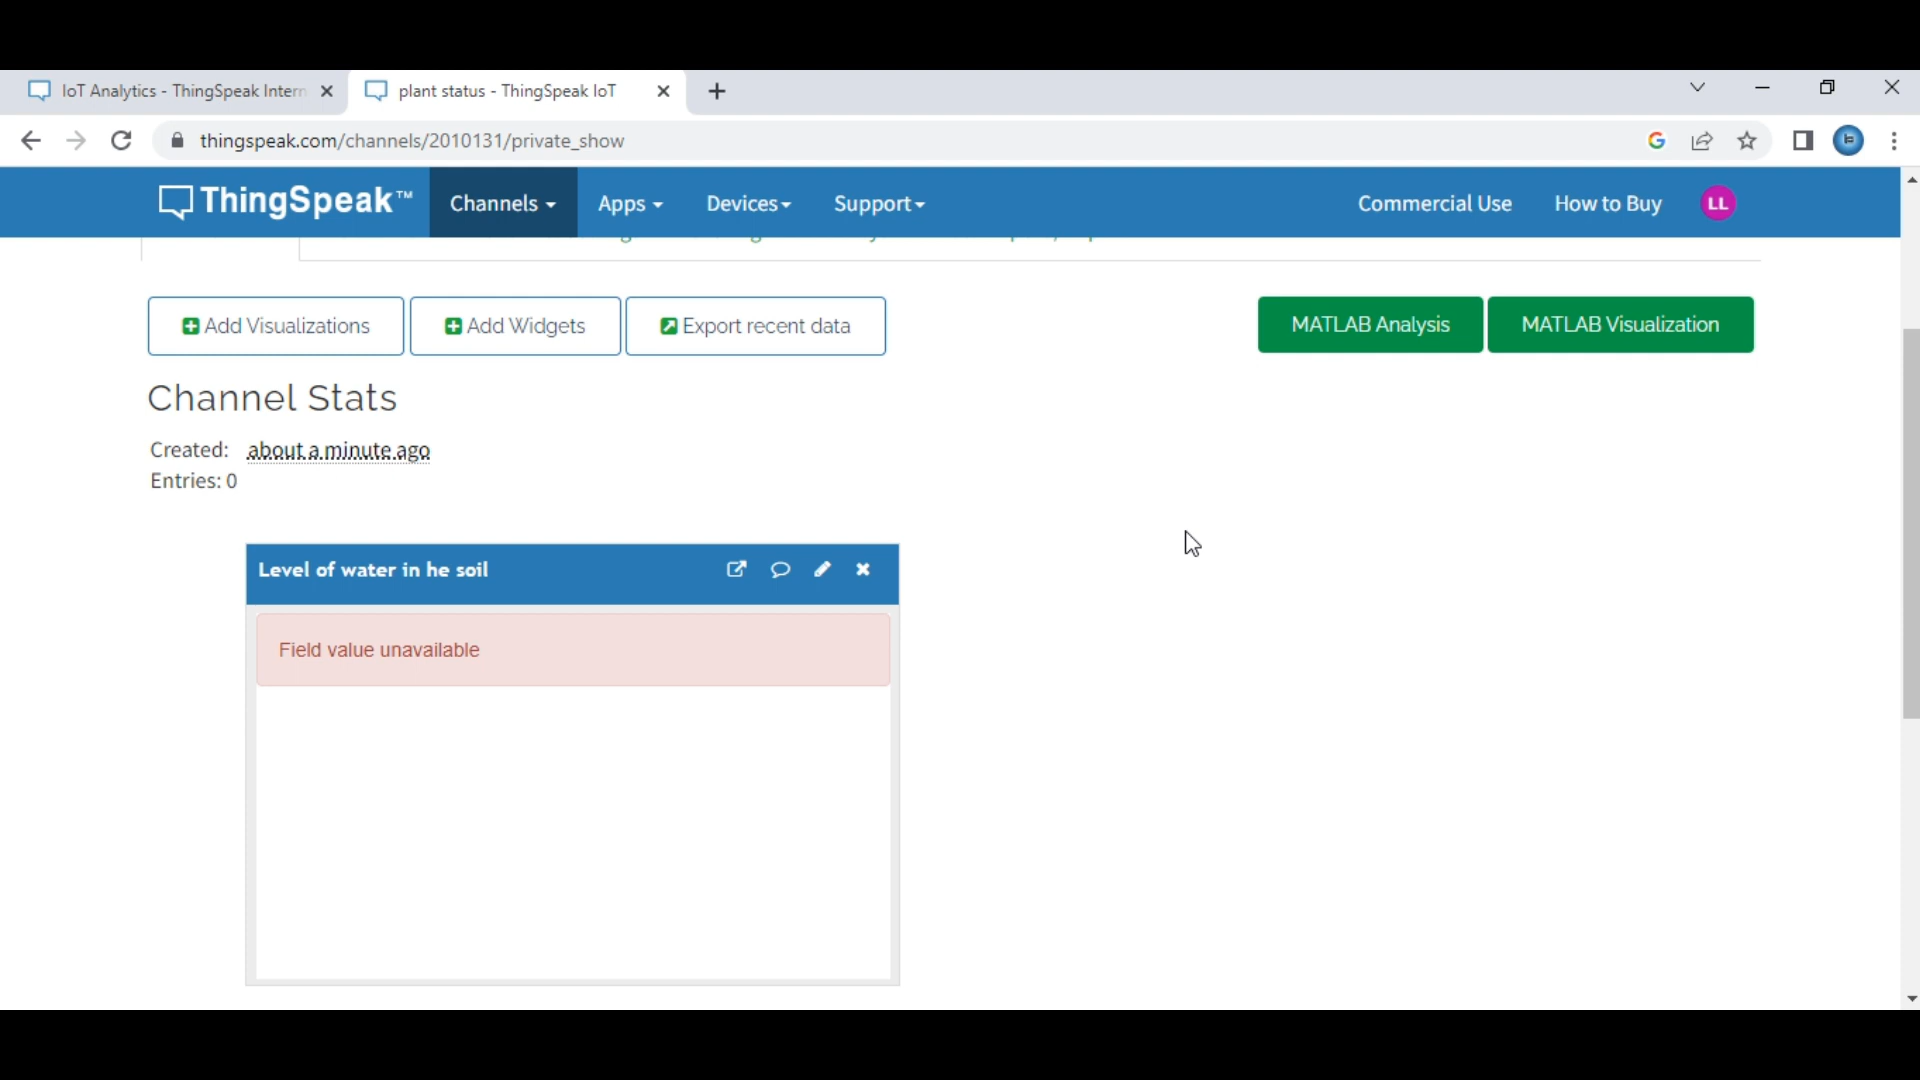 IoT Analytics - ThingSpeak Intern
plant status - ThingSpeak IoT
thingspeak.com/channels/2010131/private_show
ThingSpeak™
Channels
Apps
Devices
Support
Commercial Use
How to Buy
LL
Add Visualizations
Add Widgets
Export recent data
MATLAB Analysis
MATLAB Visualization
Channel Stats
Created: about a minute ago
Entries: 0
Level of water in he soil
Field value unavailable